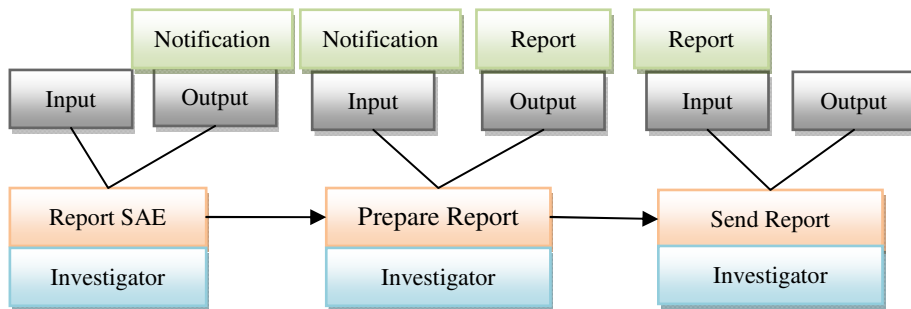 Notification
Notification
Report
Report
Input
Output
Input
Output
Input
Output
Report SAE
Prepare Report
Send Report
Investigator
Investigator
Investigator